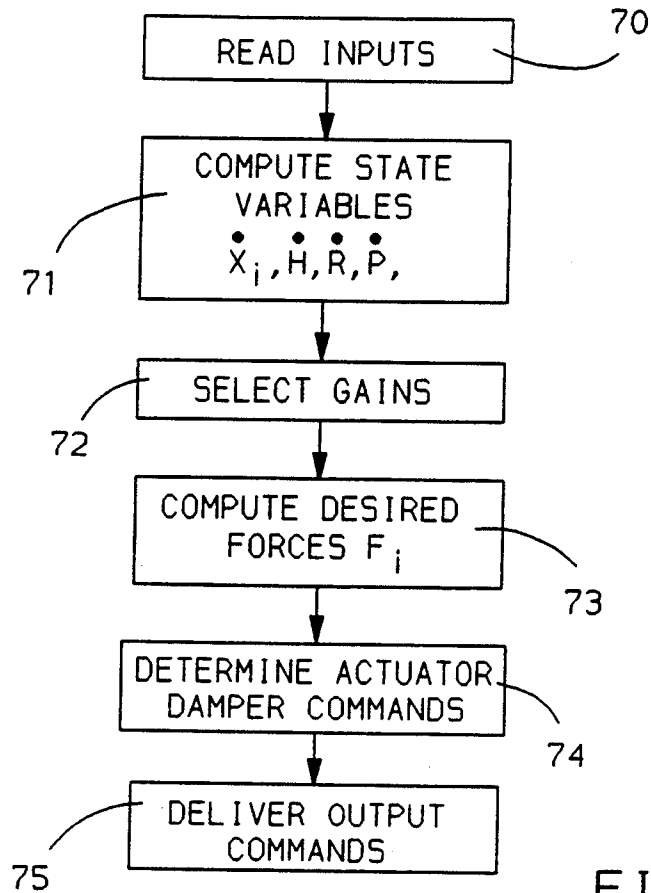 70
READ INPUTS
COMPUTE STATE
VARIABLES
Ẋi, Ḣ, Ṙ, Ṗ,
71
SELECT GAINS
72
COMPUTE DESIRED
FORCES Fi
73
DETERMINE ACTUATOR
DAMPER COMMANDS
74
DELIVER OUTPUT
COMMANDS
75